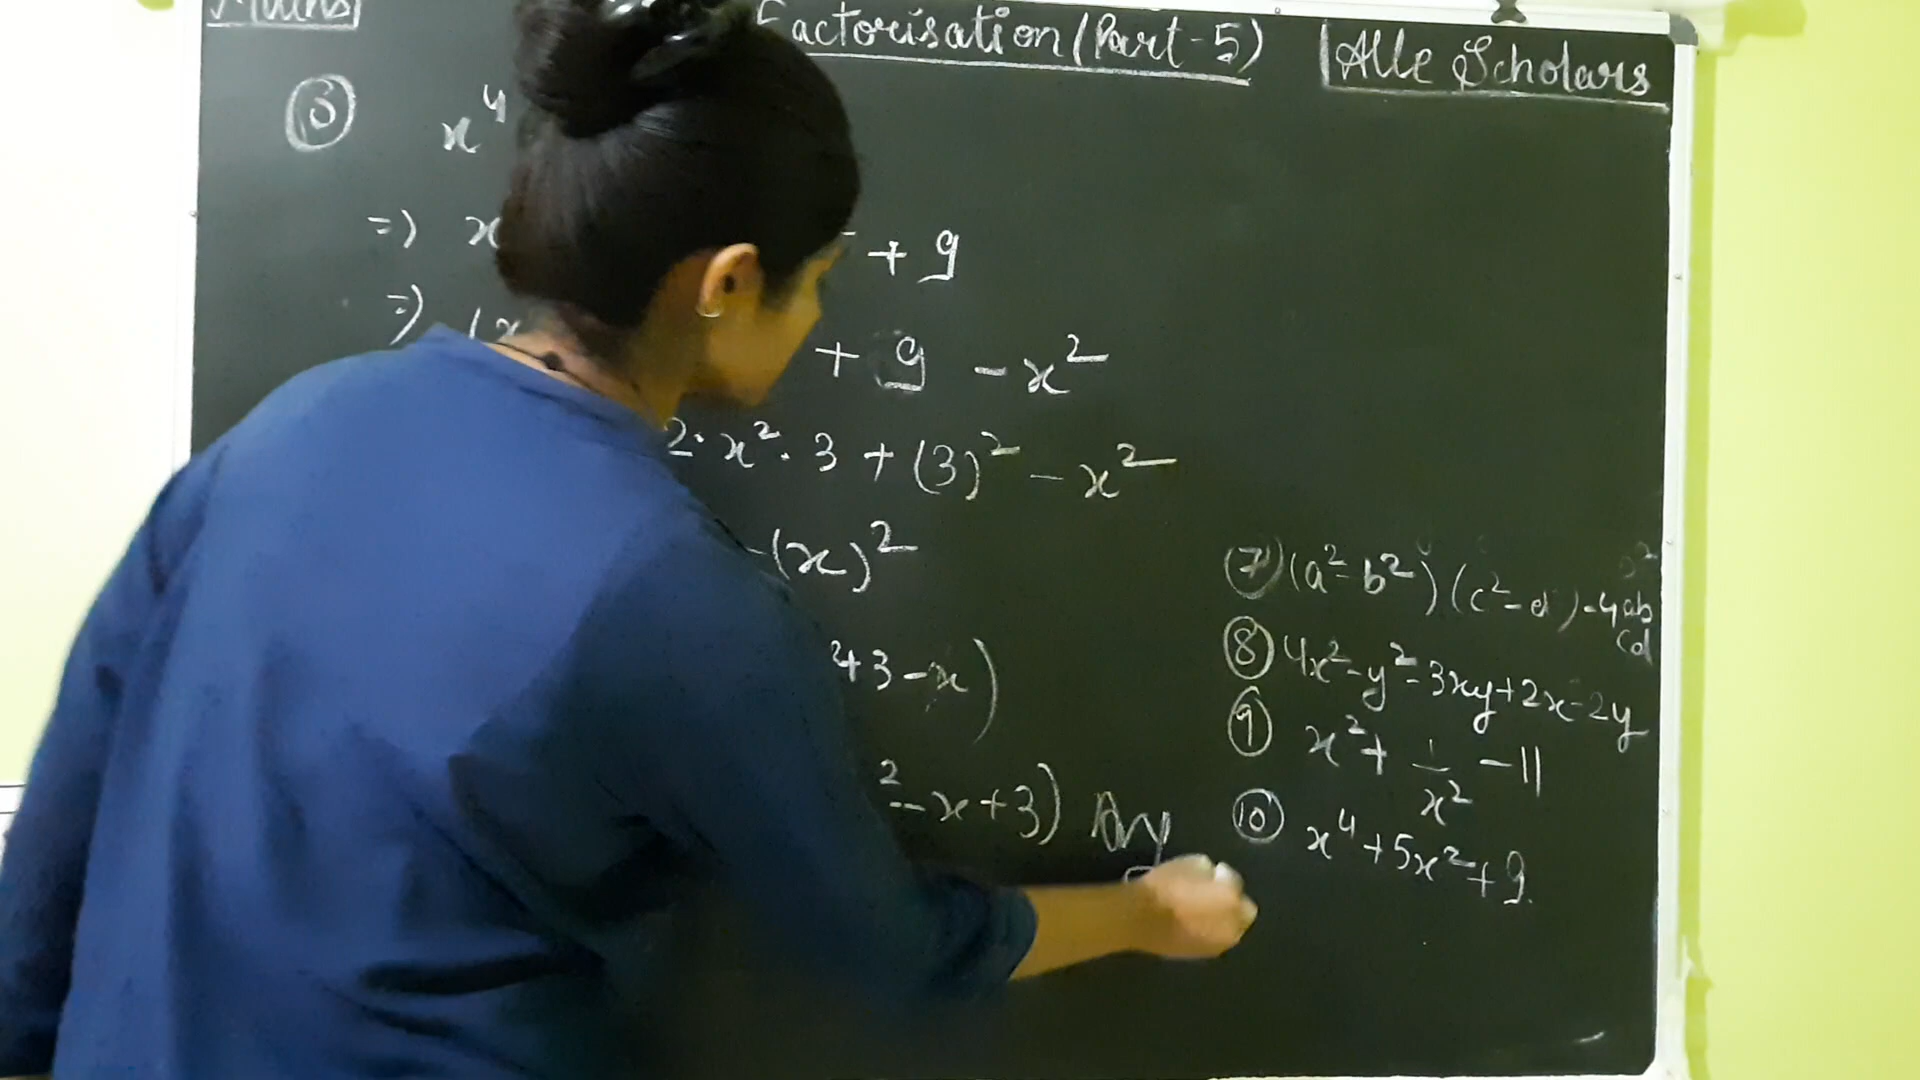 Maths
Factorisation (Part-5)
Alle Scholars
x⁴
=) x + 9
=) (x + 9 - x²
2·x²·3 + (3)² - x²
-(x)²
²+3-x)
²-x+3) Ans
(7) (a²-b²)(c²-d²)-4ab
cd
(8) 4x²-y²-3xy+2x-2y
(9) x² + 1/x² - 11
(10) x⁴+5x²+9